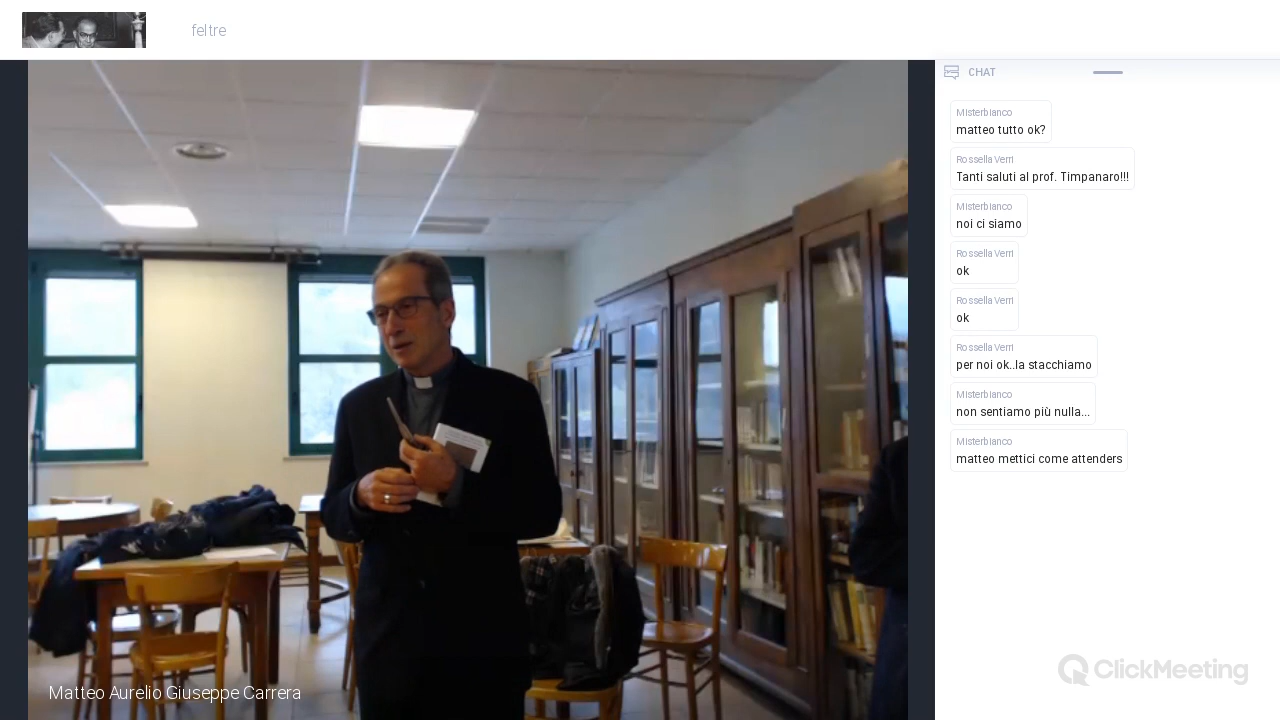 feltre
CHAT
Misterbianco
matteo tutto ok?
Rossella Verri
Tanti saluti al prof. Timpanaro!!!
Misterbianco
noi ci siamo
Rossella Verri
ok
Rossella Verri
ok
Rossella Verri
per noi ok..la stacchiamo
Misterbianco
non sentiamo più nulla...
Misterbianco
matteo mettici come attenders
Matteo Aurelio Giuseppe Carrera
ClickMeeting